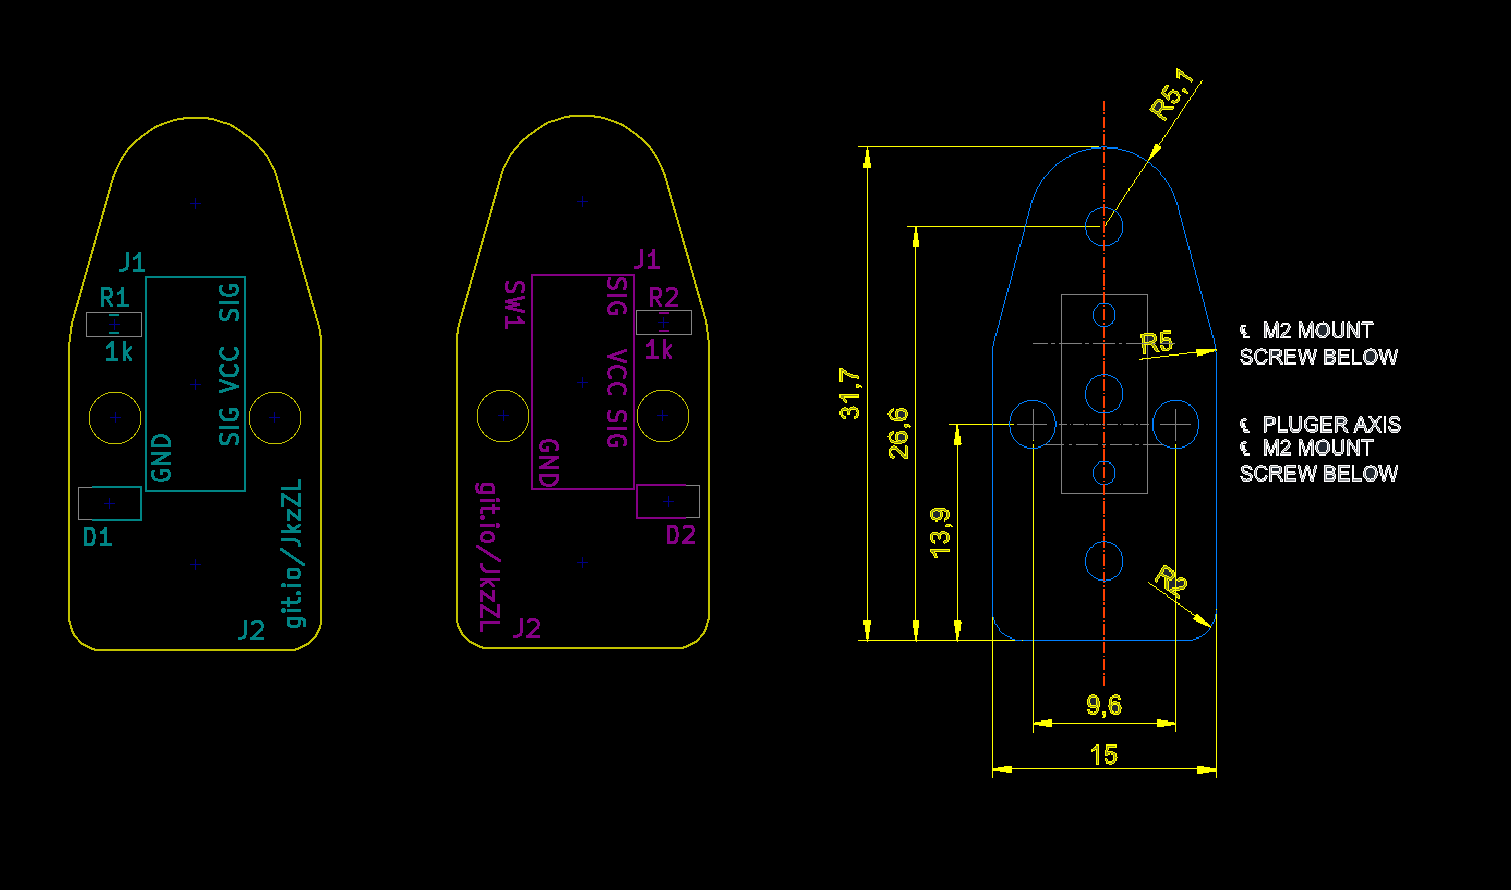 J1
R1
1k
SIG
SIG VCC
GND
D1
git.io/JkzZL
J2
J1
SW1
SIG
R2
1k
VCC
SIG
GND
D2
git.io/JkzZL
J2
R5,1
31,7
26,6
13,9
R5
R2
9,6
15
℄ M2 MOUNT
SCREW BELOW
℄ PLUGER AXIS
℄ M2 MOUNT
SCREW BELOW